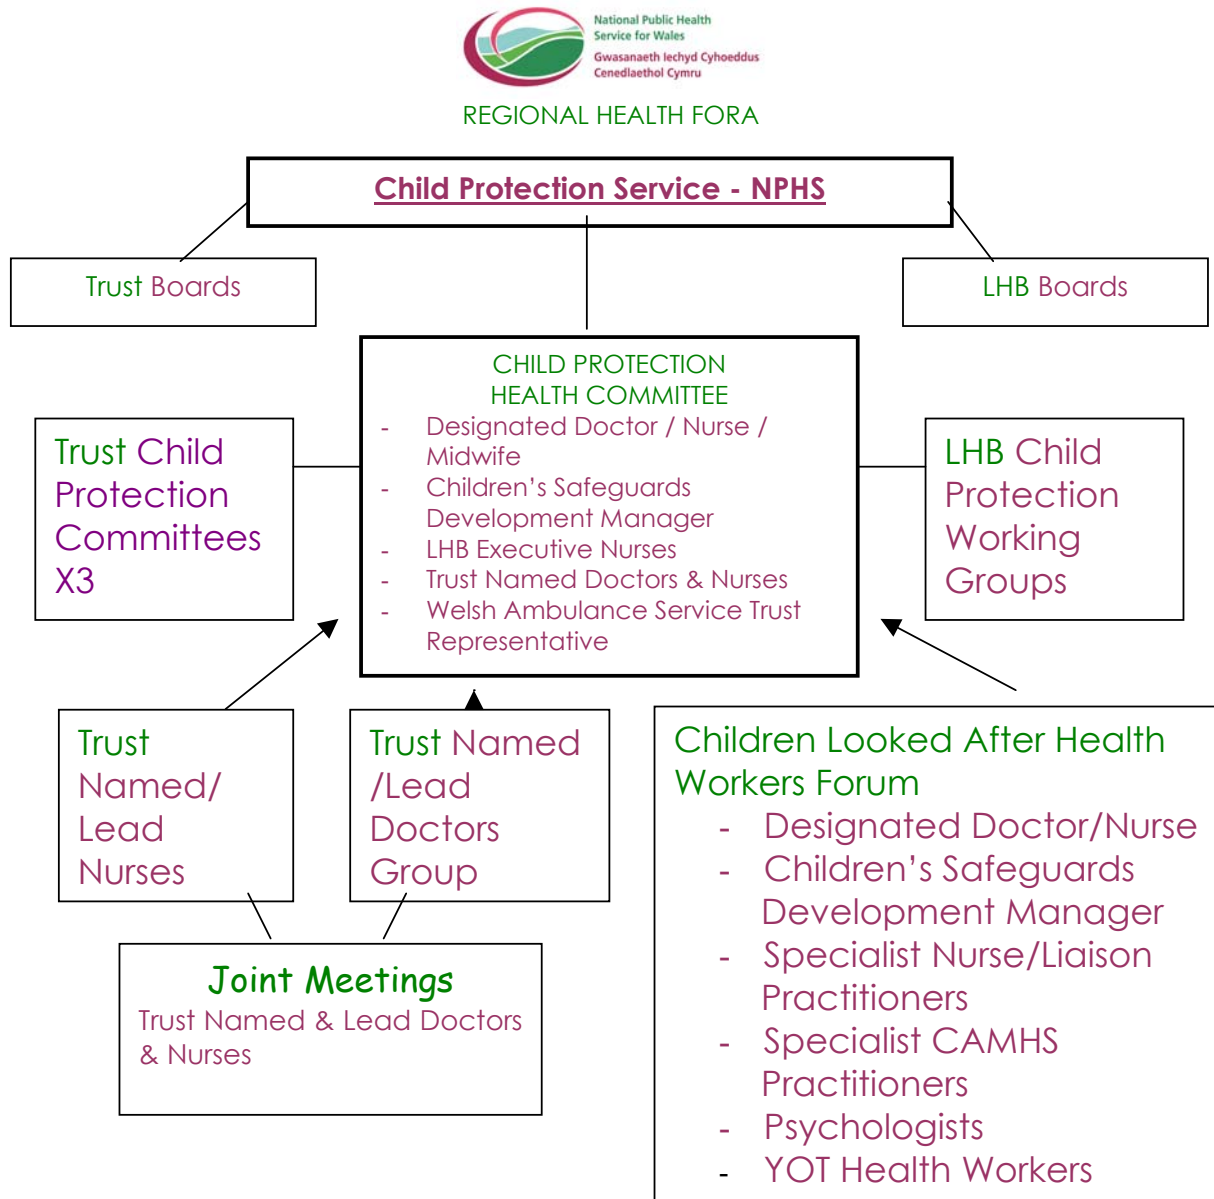 National Public Health
Service for Wales
Gwasanaeth Iechyd Cyhoeddus
Cenedlaethol Cymru
REGIONAL HEALTH FORA
Child Protection Service - NPHS
Trust Boards
LHB Boards
CHILD PROTECTION
HEALTH COMMITTEE
- Designated Doctor / Nurse /
Midwife
- Children's Safeguards
Development Manager
- LHB Executive Nurses
- Trust Named Doctors & Nurses
- Welsh Ambulance Service Trust
Representative
Trust Child
Protection
Committees
X3
LHB Child
Protection
Working
Groups
Trust
Named/
Lead
Nurses
Trust Named
/Lead
Doctors
Group
Joint Meetings
Trust Named & Lead Doctors
& Nurses
Children Looked After Health
Workers Forum
- Designated Doctor/Nurse
- Children's Safeguards
Development Manager
- Specialist Nurse/Liaison
Practitioners
- Specialist CAMHS
Practitioners
- Psychologists
- YOT Health Workers